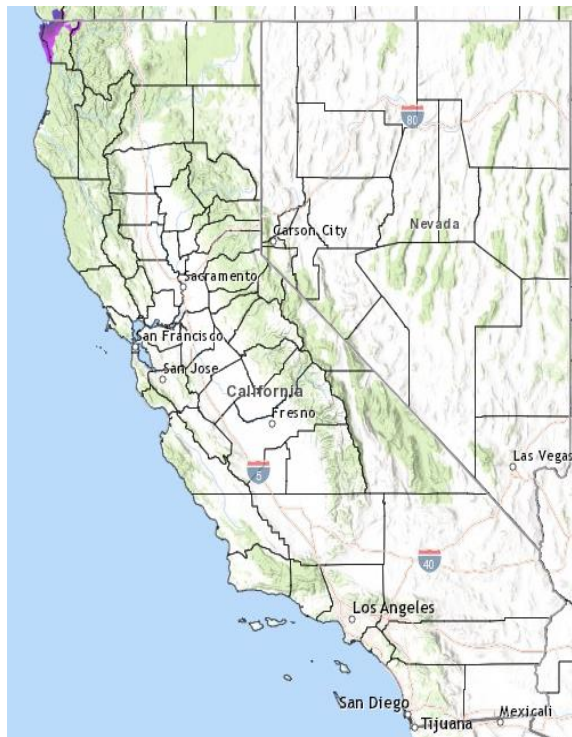 80
Nevada
Carson City
Sacramento
San Francisco
San Jose
California
Fresno
Las Vegas
5
40
Los Angeles
San Diego
Mexicali
Tijuana